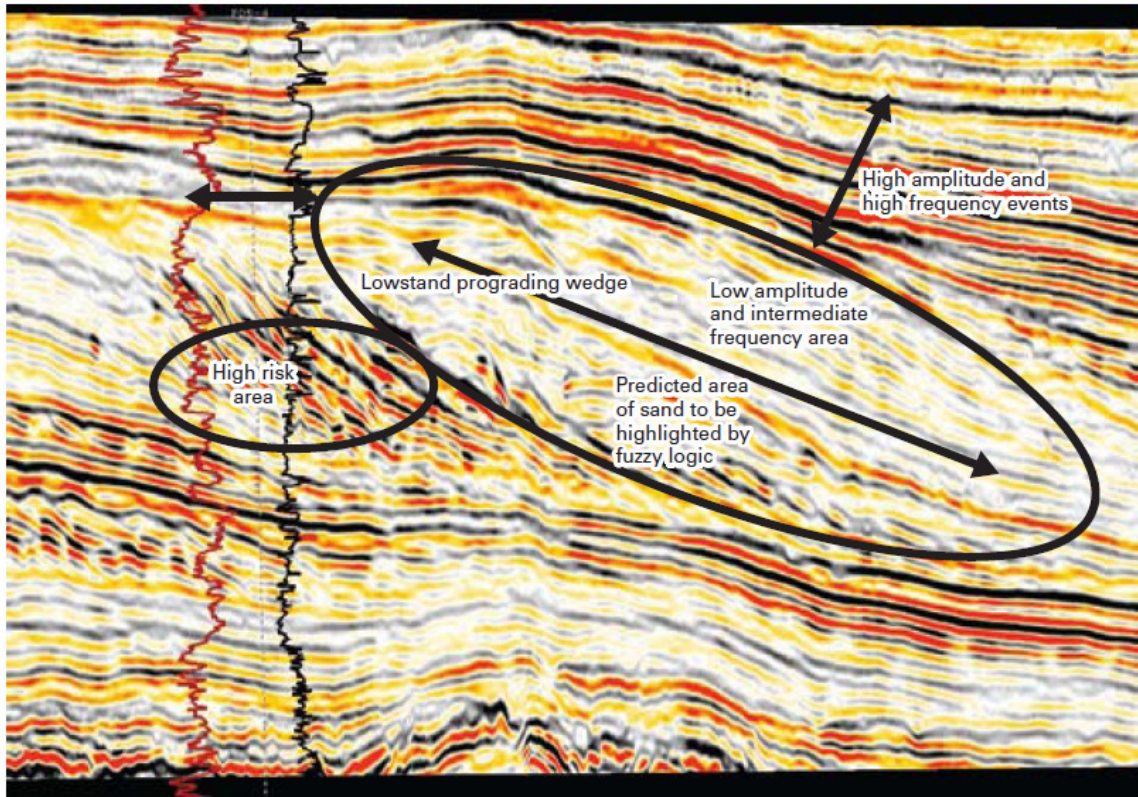 High amplitude and
high frequency events
Lowstand prograding wedge
Low amplitude
and intermediate
frequency area
High risk
area
Predicted area
of sand to be
highlighted by
fuzzy logic